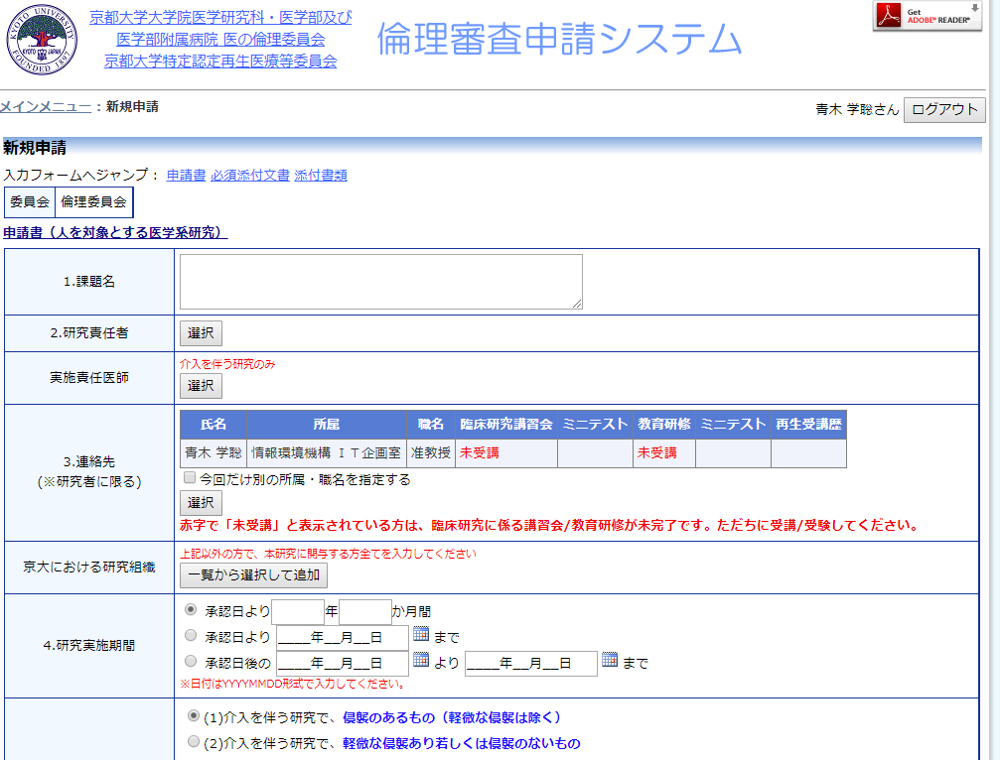 KYOTO UNIVERSITY
KYOTO JAPAN
FOUNDED 1897
京都大学大学院医学研究科・医学部及び
医学部附属病院 医の倫理委員会
京都大学特定認定再生医療等委員会
倫理審査申請システム
Get
ADOBE® READER®
メインメニュー : 新規申請
青木 学聡さん ログアウト
新規申請
入力フォームへジャンプ : 申請書 必須添付文書 添付書類
委員会 倫理委員会
申請書(人を対象とする医学系研究)
1.課題名
2.研究責任者 選択
実施責任医師
介入を伴う研究のみ
選択
3.連絡先
(※研究者に限る)
氏名 所属 職名 臨床研究講習会 ミニテスト 教育研修 ミニテスト 再生受講歴
青木 学聡 情報環境機構 IT企画室 准教授 未受講 未受講
今回だけ別の所属・職名を指定する
選択
赤字で「未受講」と表示されている方は、臨床研究に係る講習会/教育研修が未完了です。ただちに受講/受験してください。
京大における研究組織
上記以外の方で、本研究に関与する方全てを入力してください
一覧から選択して追加
4.研究実施期間
承認日より 年 か月間
承認日より ____年__月__日 まで
承認日後の ____年__月__日 より ____年__月__日 まで
※日付はYYYYMMDD形式で入力してください。
(1)介入を伴う研究で、侵襲のあるもの(軽微な侵襲は除く)
(2)介入を伴う研究で、軽微な侵襲あり若しくは侵襲のないもの